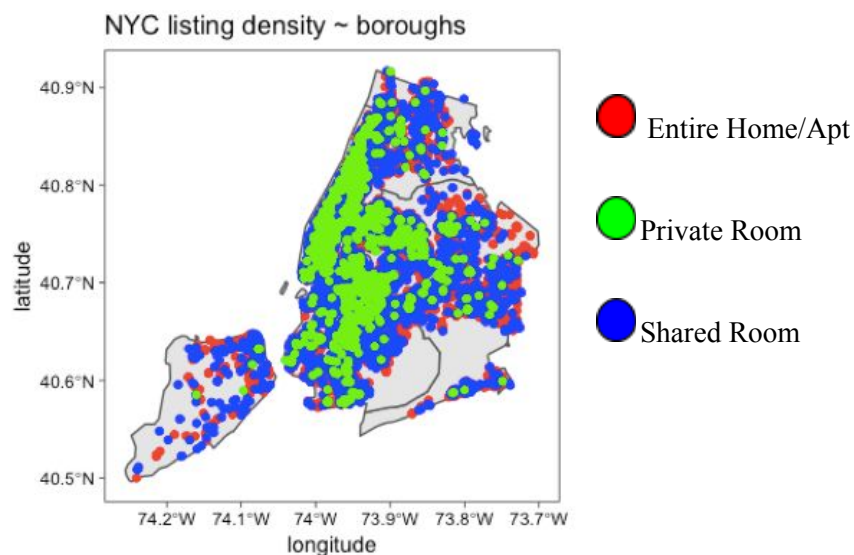 NYC listing density ~ boroughs
40.9°N
40.8°N
40.7°N
40.6°N
40.5°N
latitude
74.2°W 74.1°W 74°W 73.9°W 73.8°W 73.7°W
longitude
Entire Home/Apt
Private Room
Shared Room